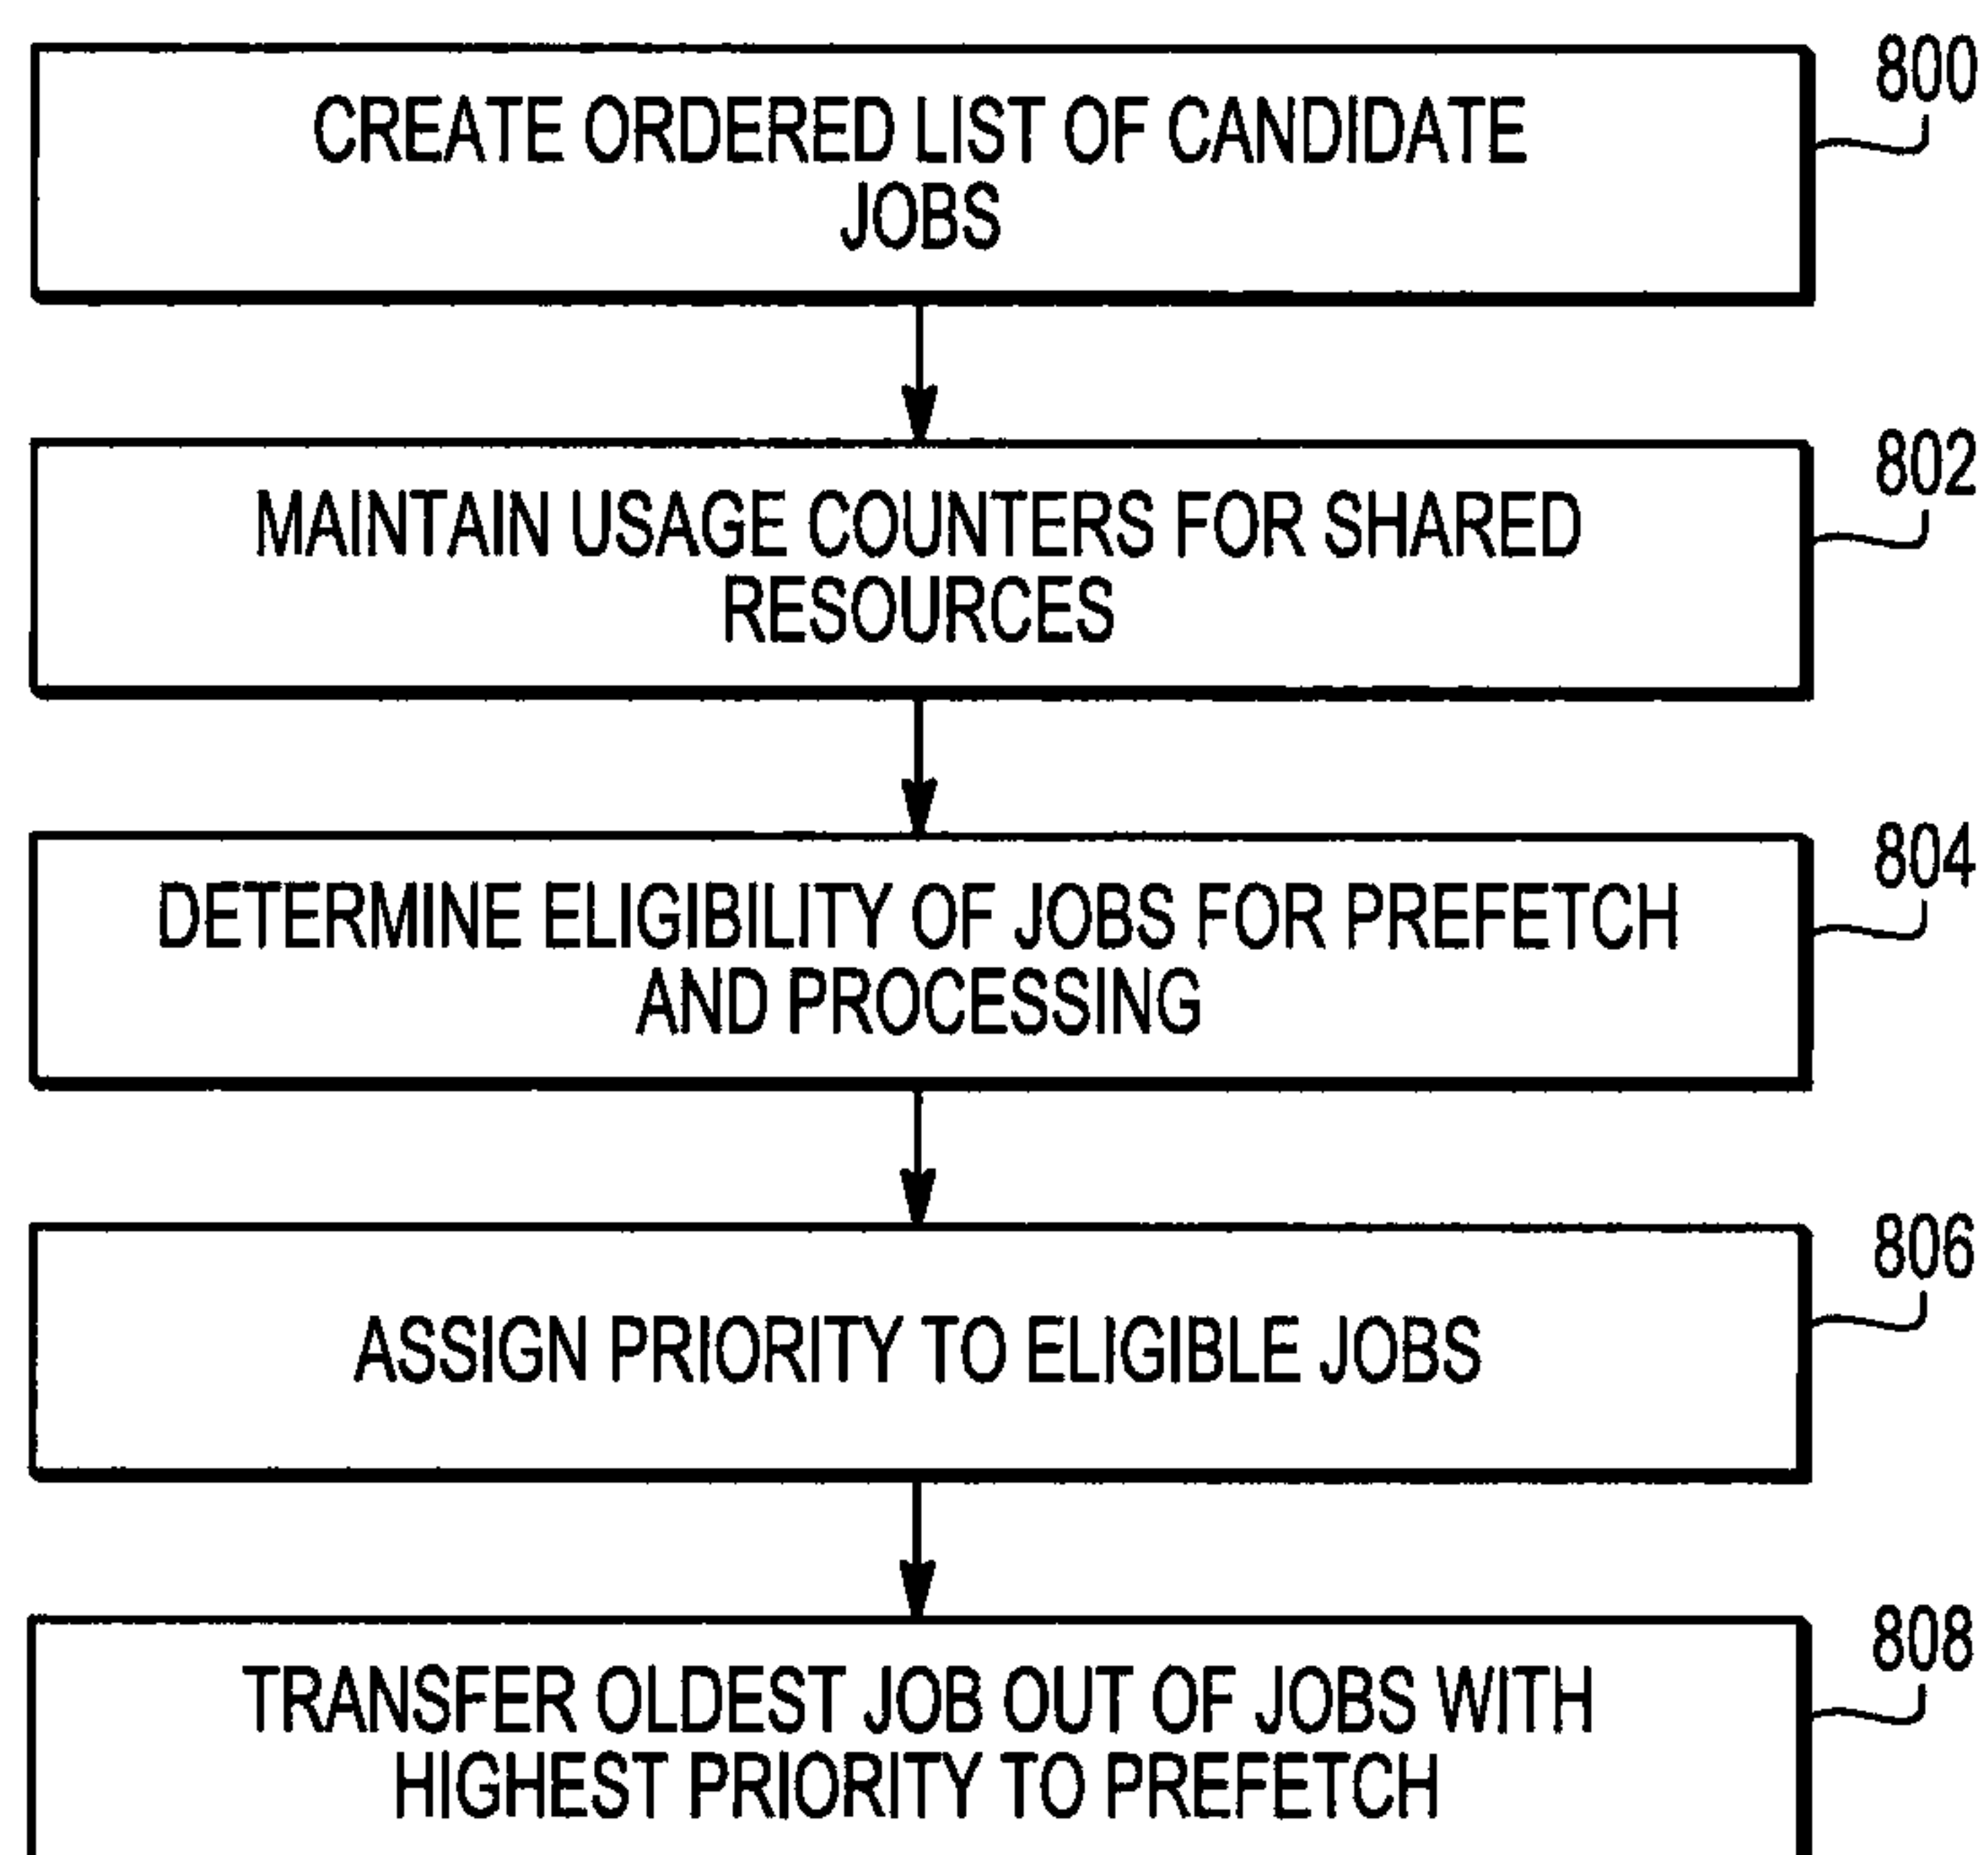 CREATE ORDERED LIST OF CANDIDATE
JOBS
800
MAINTAIN USAGE COUNTERS FOR SHARED
RESOURCES
802
DETERMINE ELIGIBILITY OF JOBS FOR PREFETCH
AND PROCESSING
804
ASSIGN PRIORITY TO ELIGIBLE JOBS
806
TRANSFER OLDEST JOB OUT OF JOBS WITH
HIGHEST PRIORITY TO PREFETCH
808